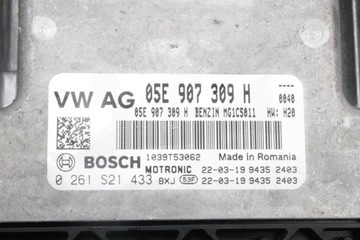 VW AG 05E 907 309 H ----
05E 907 309 H BENZIN MG1CS011 0040
HW: H20
BOSCH 1039T53062 Made in Romania
MOTRONIC 22-03-19 9435 2403
0 261 S21 433 BXJ 53F 22-03-19 9435 2403